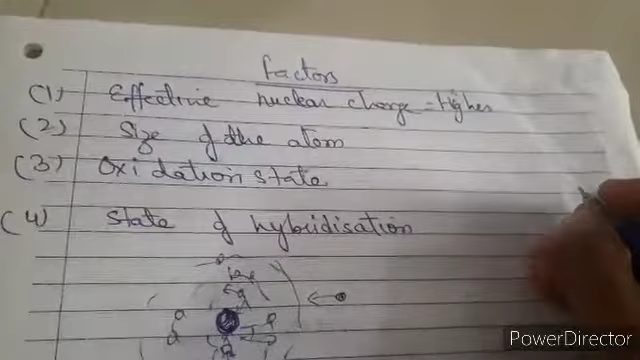 Factors
(1) Effective nuclear charge = Higher
(2) Size of the atom
(3) Oxidation state
(4) State of hybridisation
PowerDirector